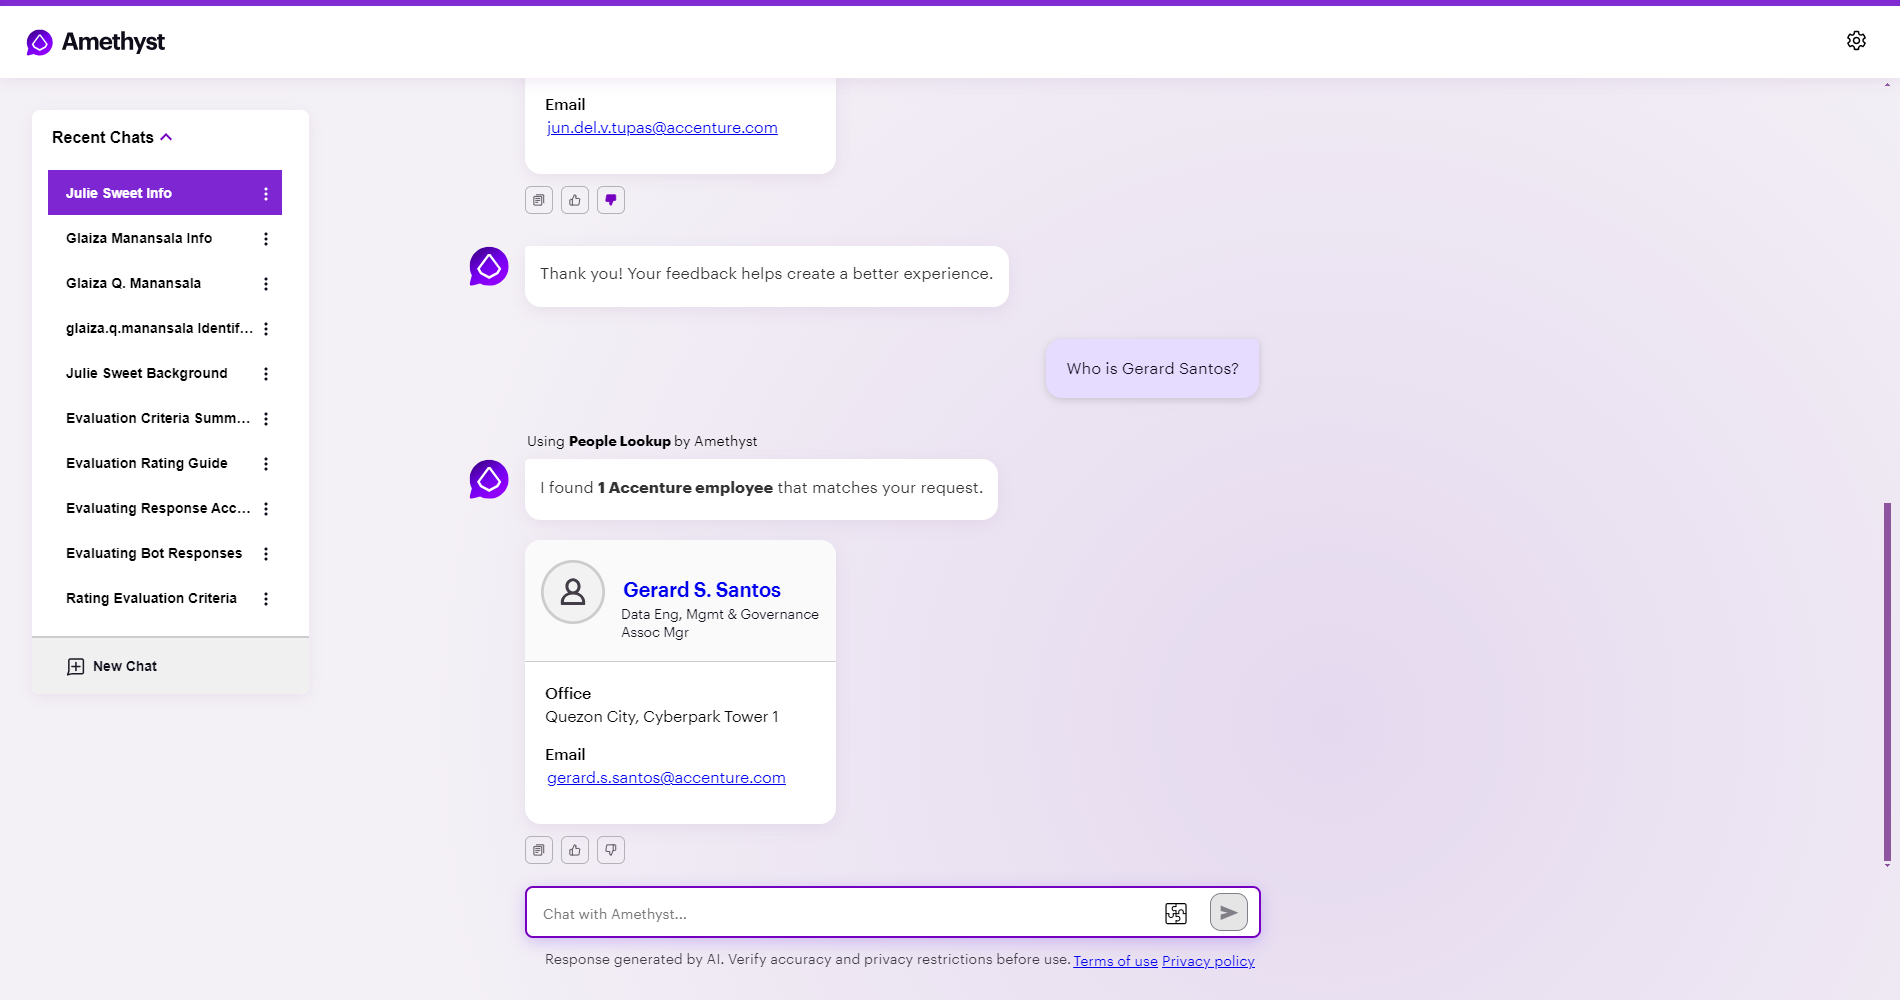 Amethyst
Recent Chats
Julie Sweet Info
Glaiza Manansala Info
Glaiza Q. Manansala
glaiza.q.manansala Identif...
Julie Sweet Background
Evaluation Criteria Summ...
Evaluation Rating Guide
Evaluating Response Acc...
Evaluating Bot Responses
Rating Evaluation Criteria
New Chat
Email
jun.del.v.tupas@accenture.com
Thank you! Your feedback helps create a better experience.
Who is Gerard Santos?
Using People Lookup by Amethyst
I found 1 Accenture employee that matches your request.
Gerard S. Santos
Data Eng, Mgmt & Governance
Assoc Mgr
Office
Quezon City, Cyberpark Tower 1
Email
gerard.s.santos@accenture.com
Chat with Amethyst...
Response generated by AI. Verify accuracy and privacy restrictions before use. Terms of use Privacy policy